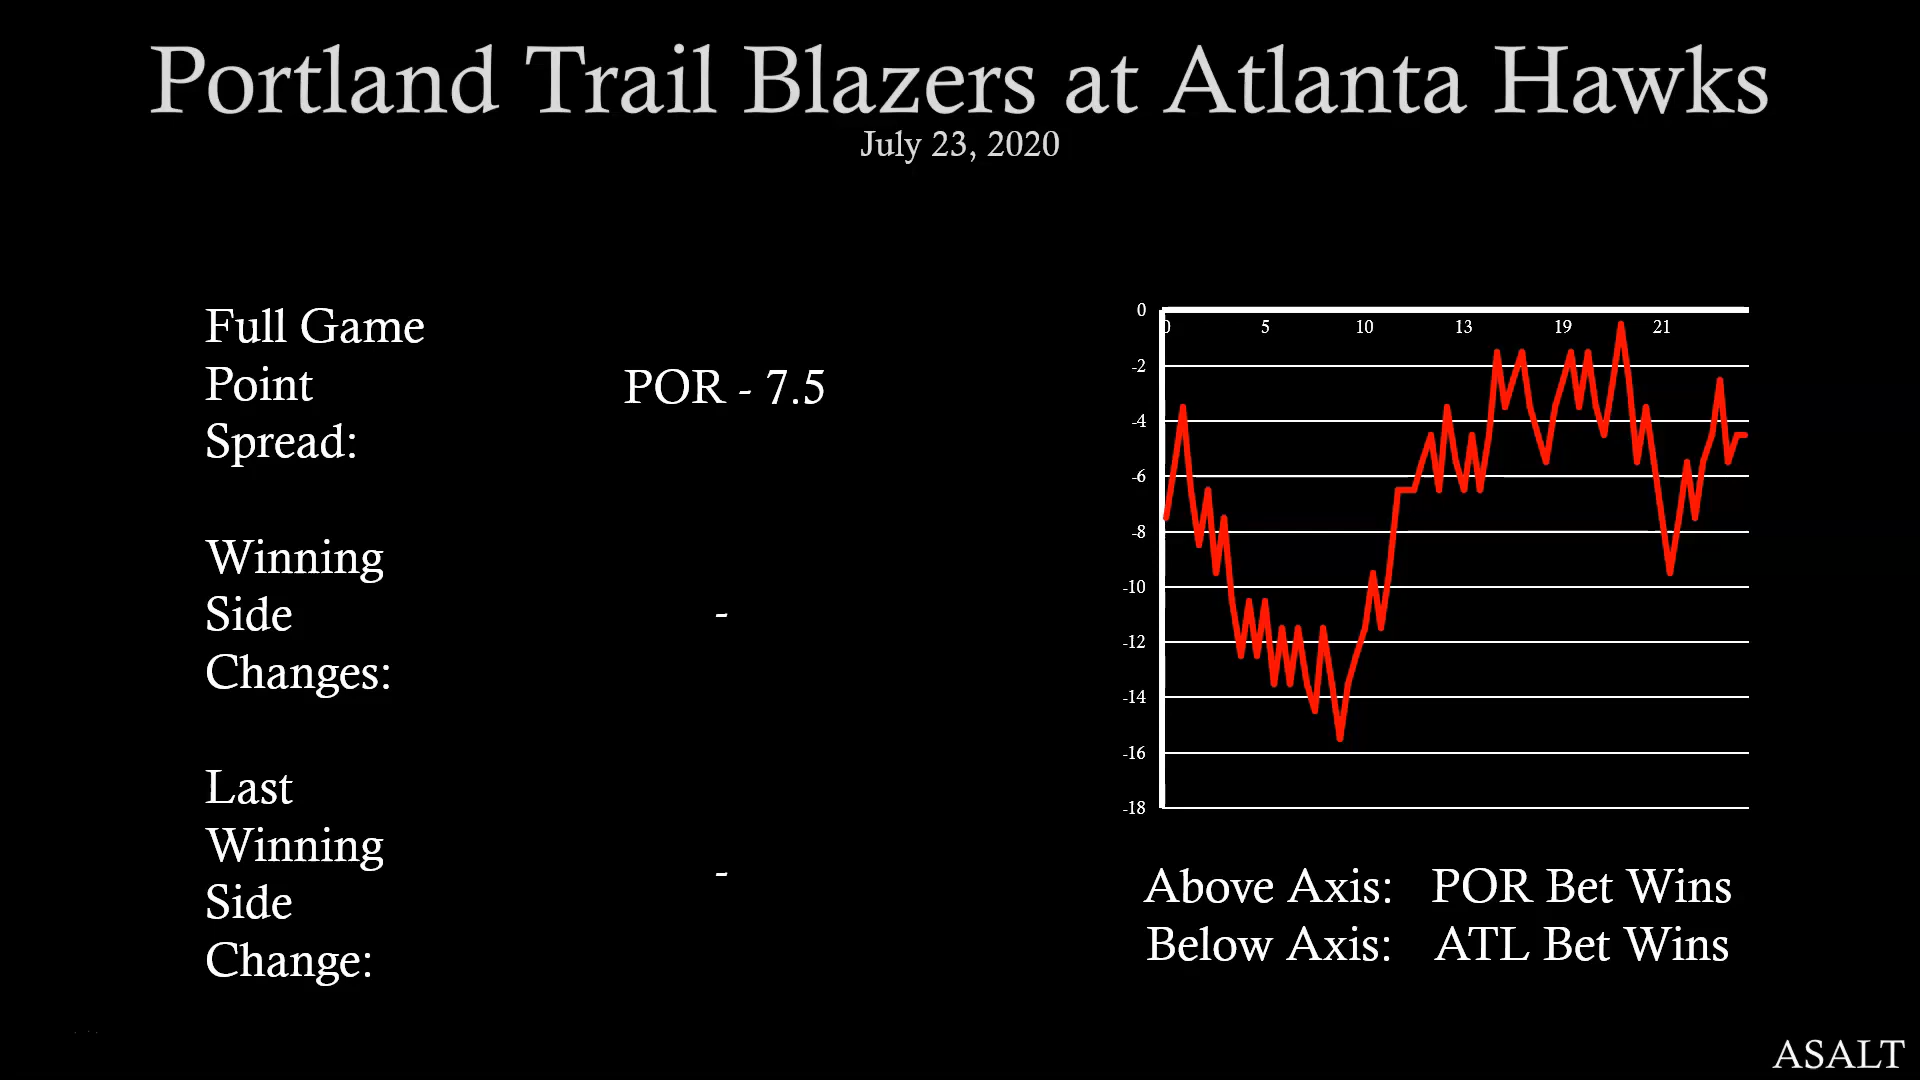 Portland Trail Blazers at Atlanta Hawks
July 23, 2020
Full Game
Point
Spread:
POR - 7.5
Winning
Side
Changes:
-
Last
Winning
Side
Change:
-
0
-2
-4
-6
-8
-10
-12
-14
-16
-18
0 5 10 13 19 21
Above Axis: POR Bet Wins
Below Axis: ATL Bet Wins
ASALT